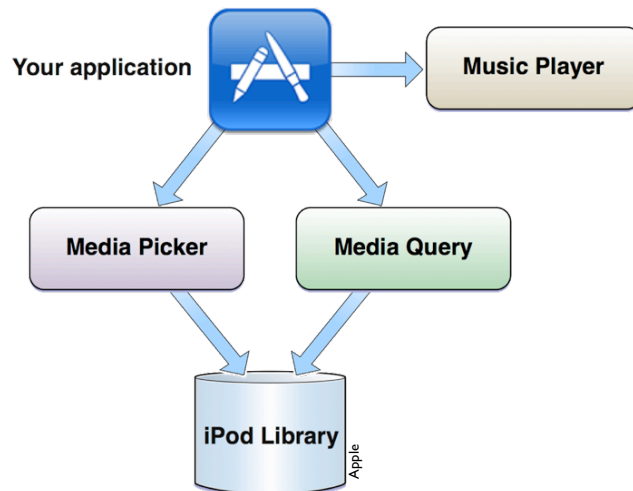 Your application
Music Player
Media Picker
Media Query
iPod Library
Apple